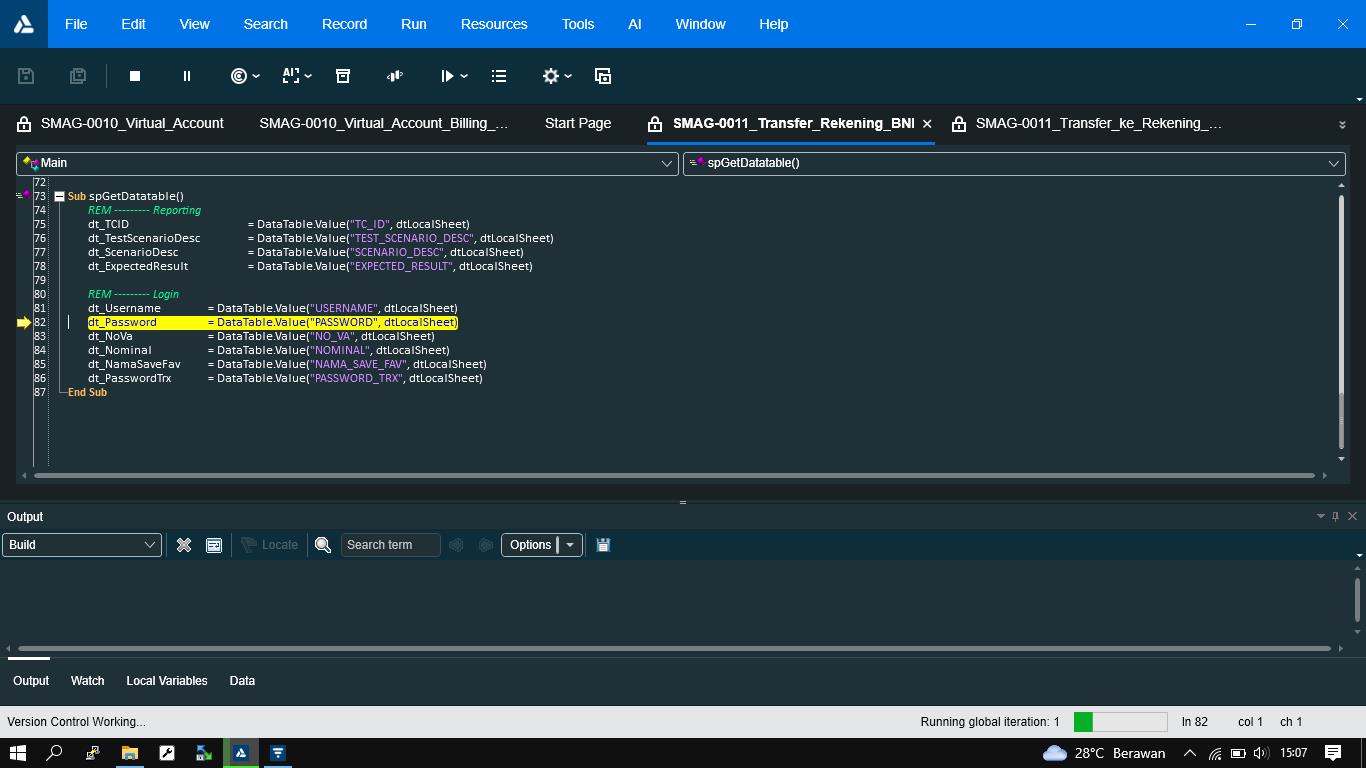 File Edit View Search Record Run Resources Tools AI Window Help
SMAG-0010_Virtual_Account SMAG-0010_Virtual_Account_Billing_... Start Page SMAG-0011_Transfer_Rekening_BNI SMAG-0011_Transfer_ke_Rekening_...
Main spGetDatatable()
72
73 Sub spGetDatatable()
74 REM --------- Reporting
75 dt_TCID = DataTable.Value("TC_ID", dtLocalSheet)
76 dt_TestScenarioDesc = DataTable.Value("TEST_SCENARIO_DESC", dtLocalSheet)
77 dt_ScenarioDesc = DataTable.Value("SCENARIO_DESC", dtLocalSheet)
78 dt_ExpectedResult = DataTable.Value("EXPECTED_RESULT", dtLocalSheet)
79
80 REM --------- Login
81 dt_Username = DataTable.Value("USERNAME", dtLocalSheet)
82 dt_Password = DataTable.Value("PASSWORD", dtLocalSheet)
83 dt_NoVa = DataTable.Value("NO_VA", dtLocalSheet)
84 dt_Nominal = DataTable.Value("NOMINAL", dtLocalSheet)
85 dt_NamaSaveFav = DataTable.Value("NAMA_SAVE_FAV", dtLocalSheet)
86 dt_PasswordTrx = DataTable.Value("PASSWORD_TRX", dtLocalSheet)
87 End Sub
Output
Build Locate Search term Options
Output Watch Local Variables Data
Version Control Working... Running global iteration: 1 ln 82 col 1 ch 1
28°C Berawan 15:07